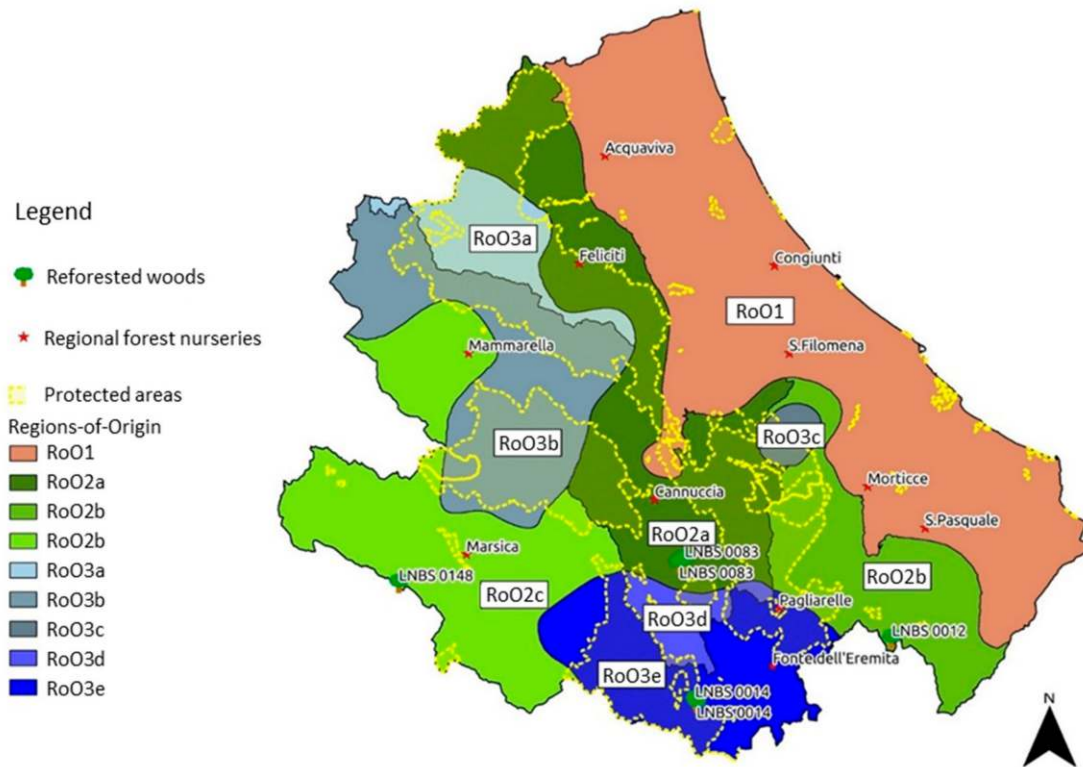 Legend
Reforested woods
Regional forest nurseries
Protected areas
Regions-of-Origin
RoO1
RoO2a
RoO2b
RoO2b
RoO3a
RoO3b
RoO3c
RoO3d
RoO3e
Acquaviva
RoO3a
Feliciti
Congiunti
RoO1
Mammarella
S.Filomena
RoO3b
RoO3c
Cannuccia
Morticce
S.Pasquale
RoO2a
Marsica
LNBS 0083
LNBS 0083
LNBS 0148
RoO2c
RoO2b
Pagliarelle
RoO3d
LNBS 0012
RoO3e
Fonte dell'Eremita
LNBS 0014
LNBS 0014
N